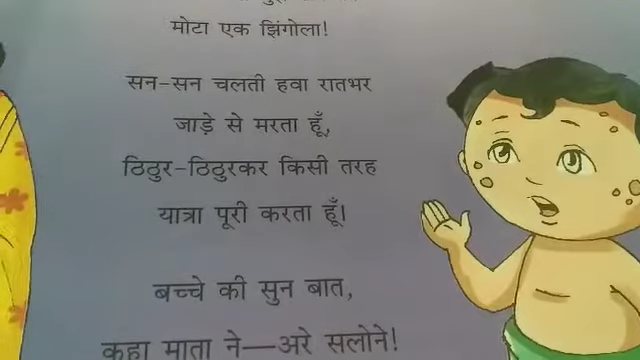 मोटा एक झिंगोला!
सन-सन चलती हवा रातभर
जाड़े से मरता हूँ,
ठिठुर-ठिठुरकर किसी तरह
यात्रा पूरी करता हूँ।
बच्चे की सुन बात,
कहा माता ने—अरे सलोने!